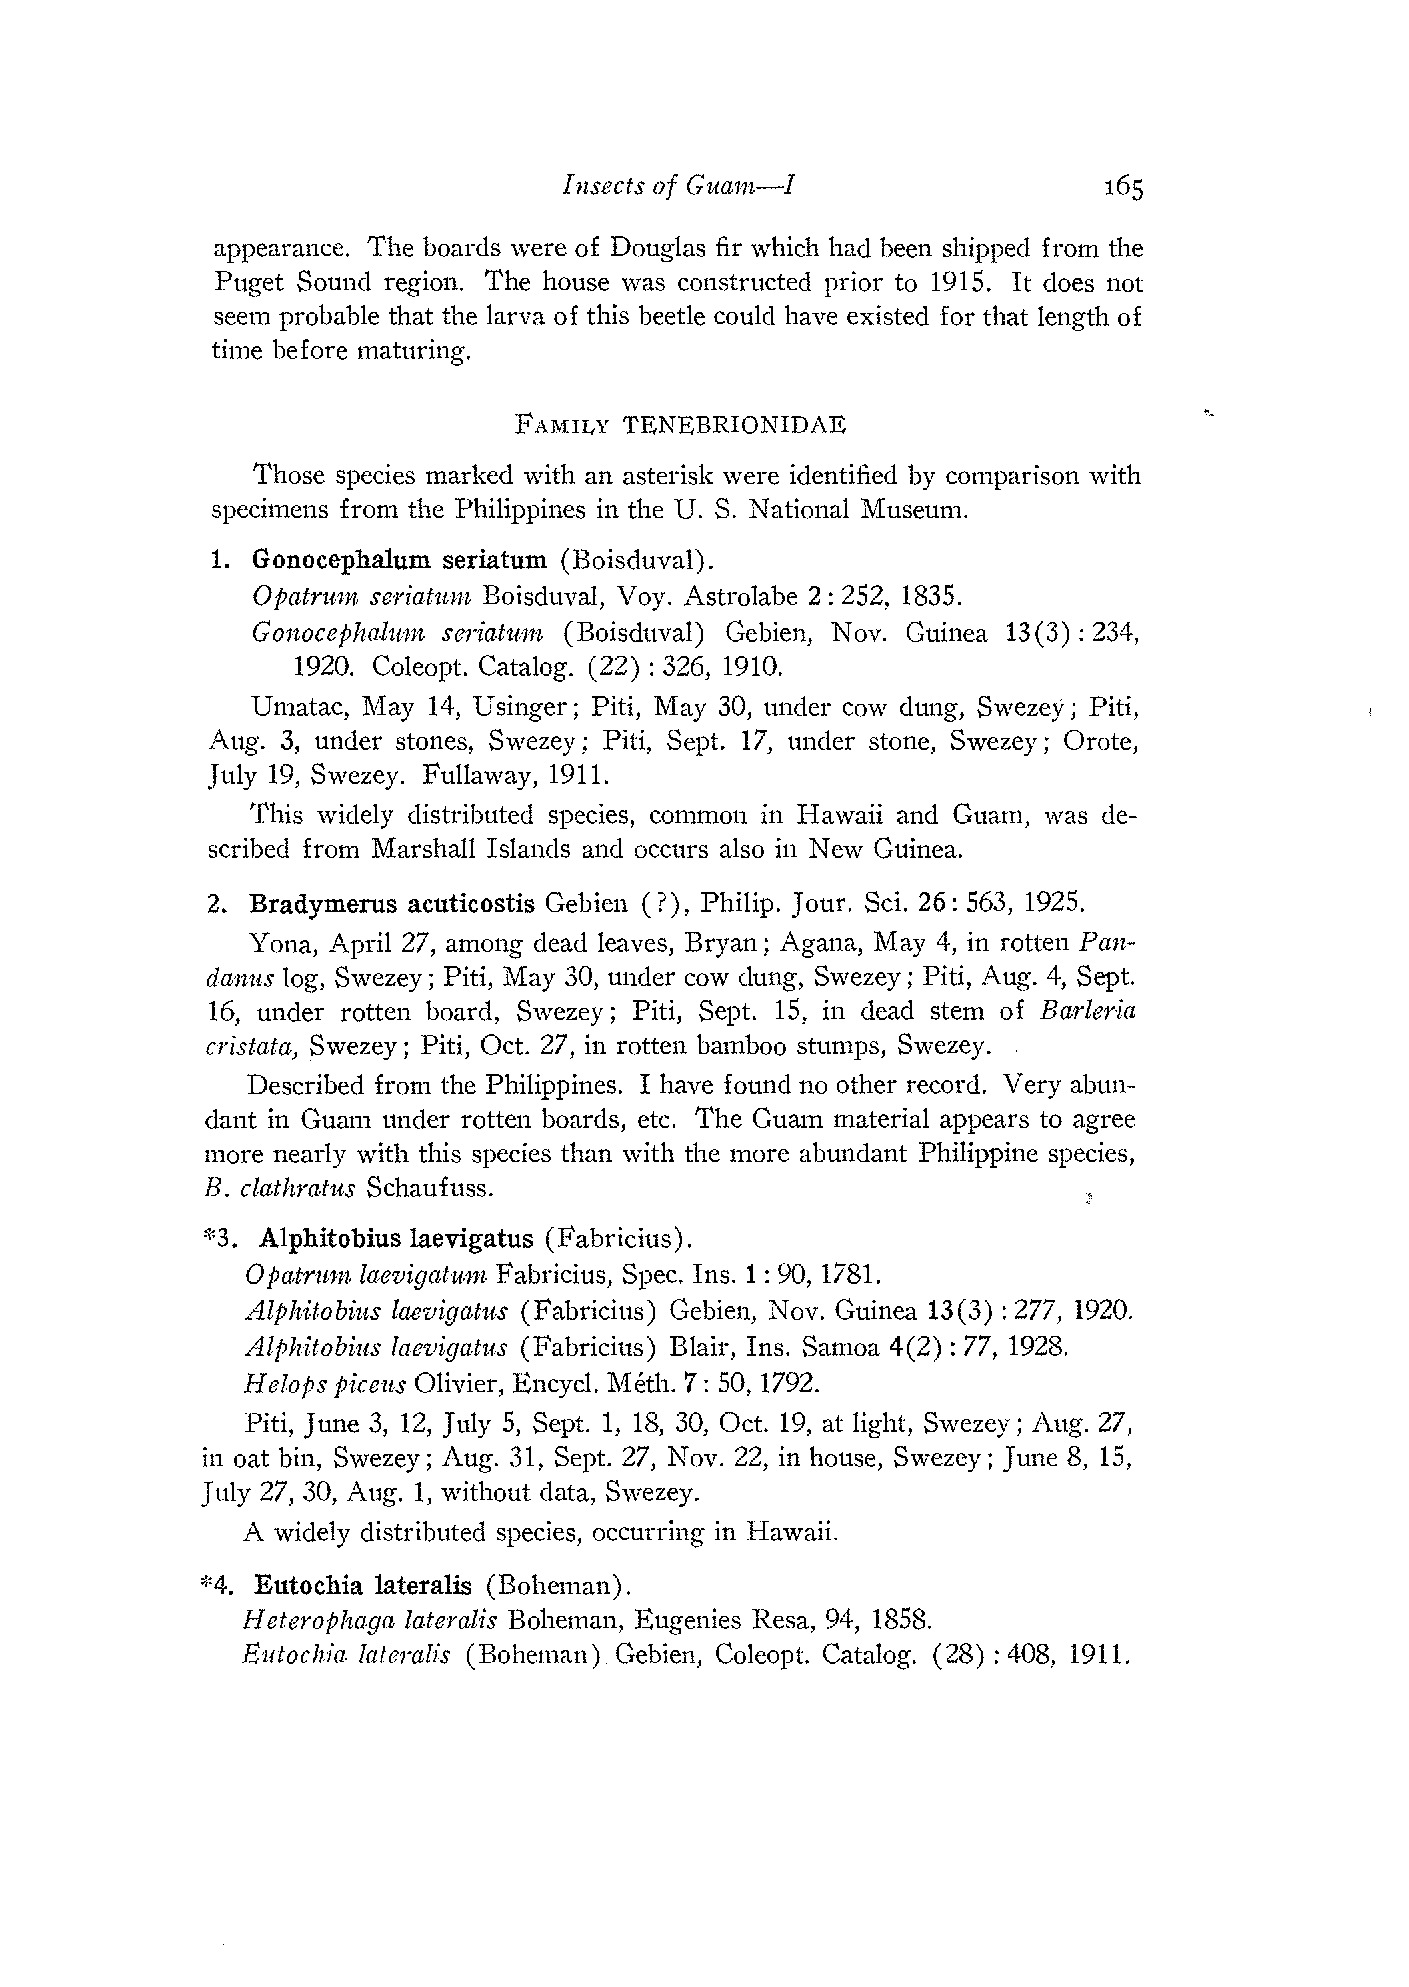 Insects of Guam—I 165
appearance. The boards were of Douglas fir which had been shipped from the
Puget Sound region. The house was constructed prior to 1915. It does not
seem probable that the larva of this beetle could have existed for that length of
time before maturing.
FAMILY TENEBRIONIDAE
Those species marked with an asterisk were identified by comparison with
specimens from the Philippines in the U. S. National Museum.
1. Gonocephalum seriatum (Boisduval).
Opatrum seriatum Boisduval, Voy. Astrolabe 2: 252, 1835.
Gonocephalum seriatum (Boisduval) Gebien, Nov. Guinea 13(3): 234,
1920. Coleopt. Catalog. (22): 326, 1910.
Umatac, May 14, Usinger; Piti, May 30, under cow dung, Swezey; Piti,
Aug. 3, under stones, Swezey; Piti, Sept. 17, under stone, Swezey; Orote,
July 19, Swezey. Fullaway, 1911.
This widely distributed species, common in Hawaii and Guam, was de-
scribed from Marshall Islands and occurs also in New Guinea.
2. Bradymerus acuticostis Gebien (?), Philip. Jour. Sci. 26: 563, 1925.
Yona, April 27, among dead leaves, Bryan; Agana, May 4, in rotten Pan-
danus log, Swezey; Piti, May 30, under cow dung, Swezey; Piti, Aug. 4, Sept.
16, under rotten board, Swezey; Piti, Sept. 15, in dead stem of Barleria
cristata, Swezey; Piti, Oct. 27, in rotten bamboo stumps, Swezey.
Described from the Philippines. I have found no other record. Very abun-
dant in Guam under rotten boards, etc. The Guam material appears to agree
more nearly with this species than with the more abundant Philippine species,
B. clathratus Schaufuss.
*3. Alphitobius laevigatus (Fabricius).
Opatrum laevigatum Fabricius, Spec. Ins. 1: 90, 1781.
Alphitobius laevigatus (Fabricius) Gebien, Nov. Guinea 13(3): 277, 1920.
Alphitobius laevigatus (Fabricius) Blair, Ins. Samoa 4(2): 77, 1928.
Helops piceus Olivier, Encycl. Méth. 7: 50, 1792.
Piti, June 3, 12, July 5, Sept. 1, 18, 30, Oct. 19, at light, Swezey; Aug. 27,
in oat bin, Swezey; Aug. 31, Sept. 27, Nov. 22, in house, Swezey; June 8, 15,
July 27, 30, Aug. 1, without data, Swezey.
A widely distributed species, occurring in Hawaii.
*4. Eutochia lateralis (Boheman).
Heterophaga lateralis Boheman, Eugenies Resa, 94, 1858.
Eutochia lateralis (Boheman) Gebien, Coleopt. Catalog. (28): 408, 1911.